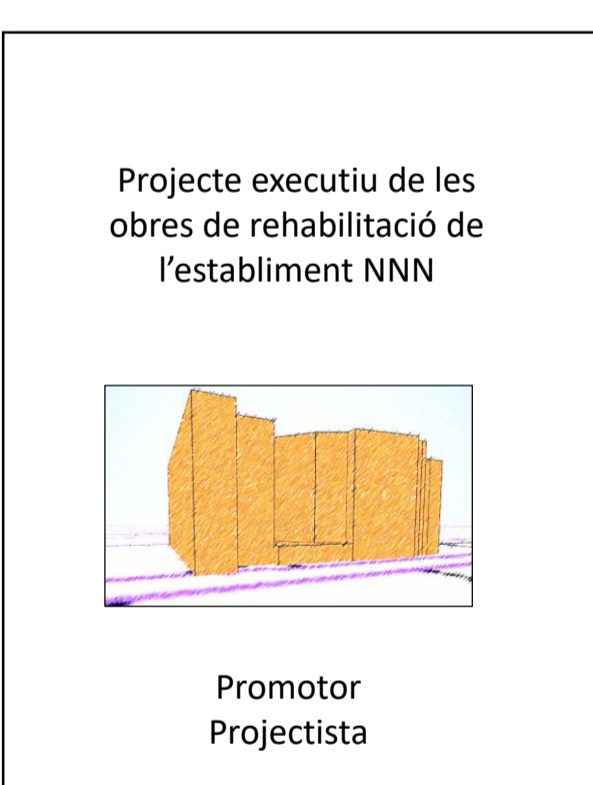 Projecte executiu de les
obres de rehabilitació de
l’establiment NNN
Promotor
Projectista